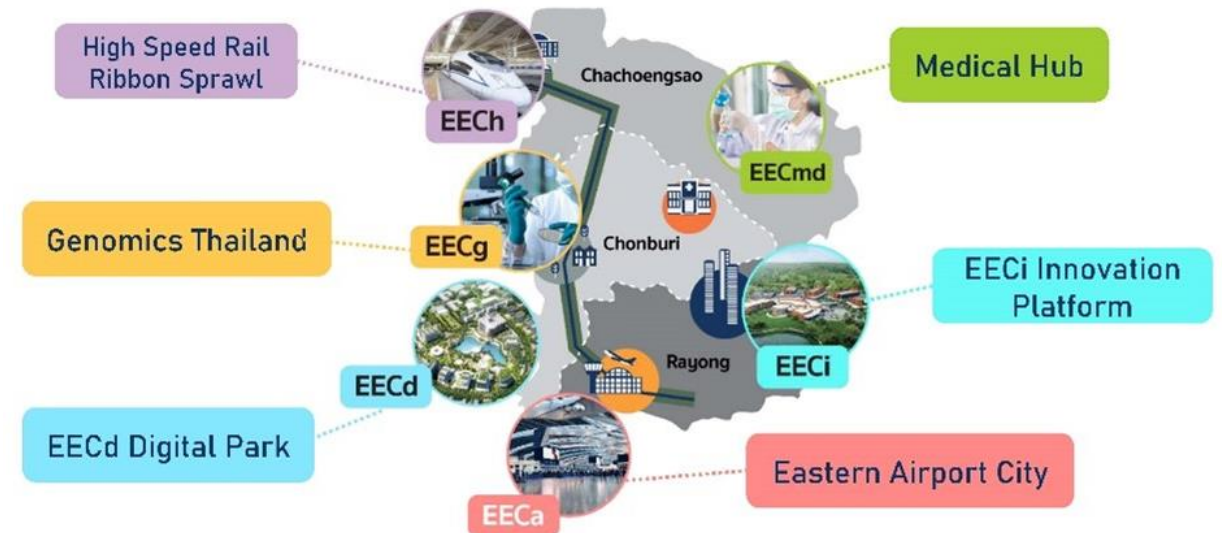 High Speed Rail
Ribbon Sprawl
EECh
Chachoengsao
Medical Hub
EECmd
Genomics Thailand
EECg
Chonburi
EECi Innovation
Platform
EECi
Rayong
EECd
EECd Digital Park
Eastern Airport City
EECa